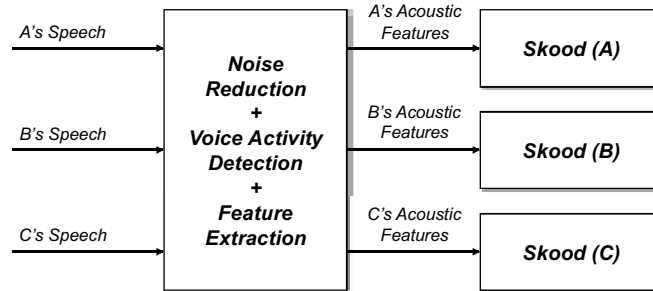 A's Speech
B's Speech
C's Speech
Noise
Reduction
+
Voice Activity
Detection
+
Feature
Extraction
A's Acoustic
Features
Skood (A)
B's Acoustic
Features
Skood (B)
C's Acoustic
Features
Skood (C)